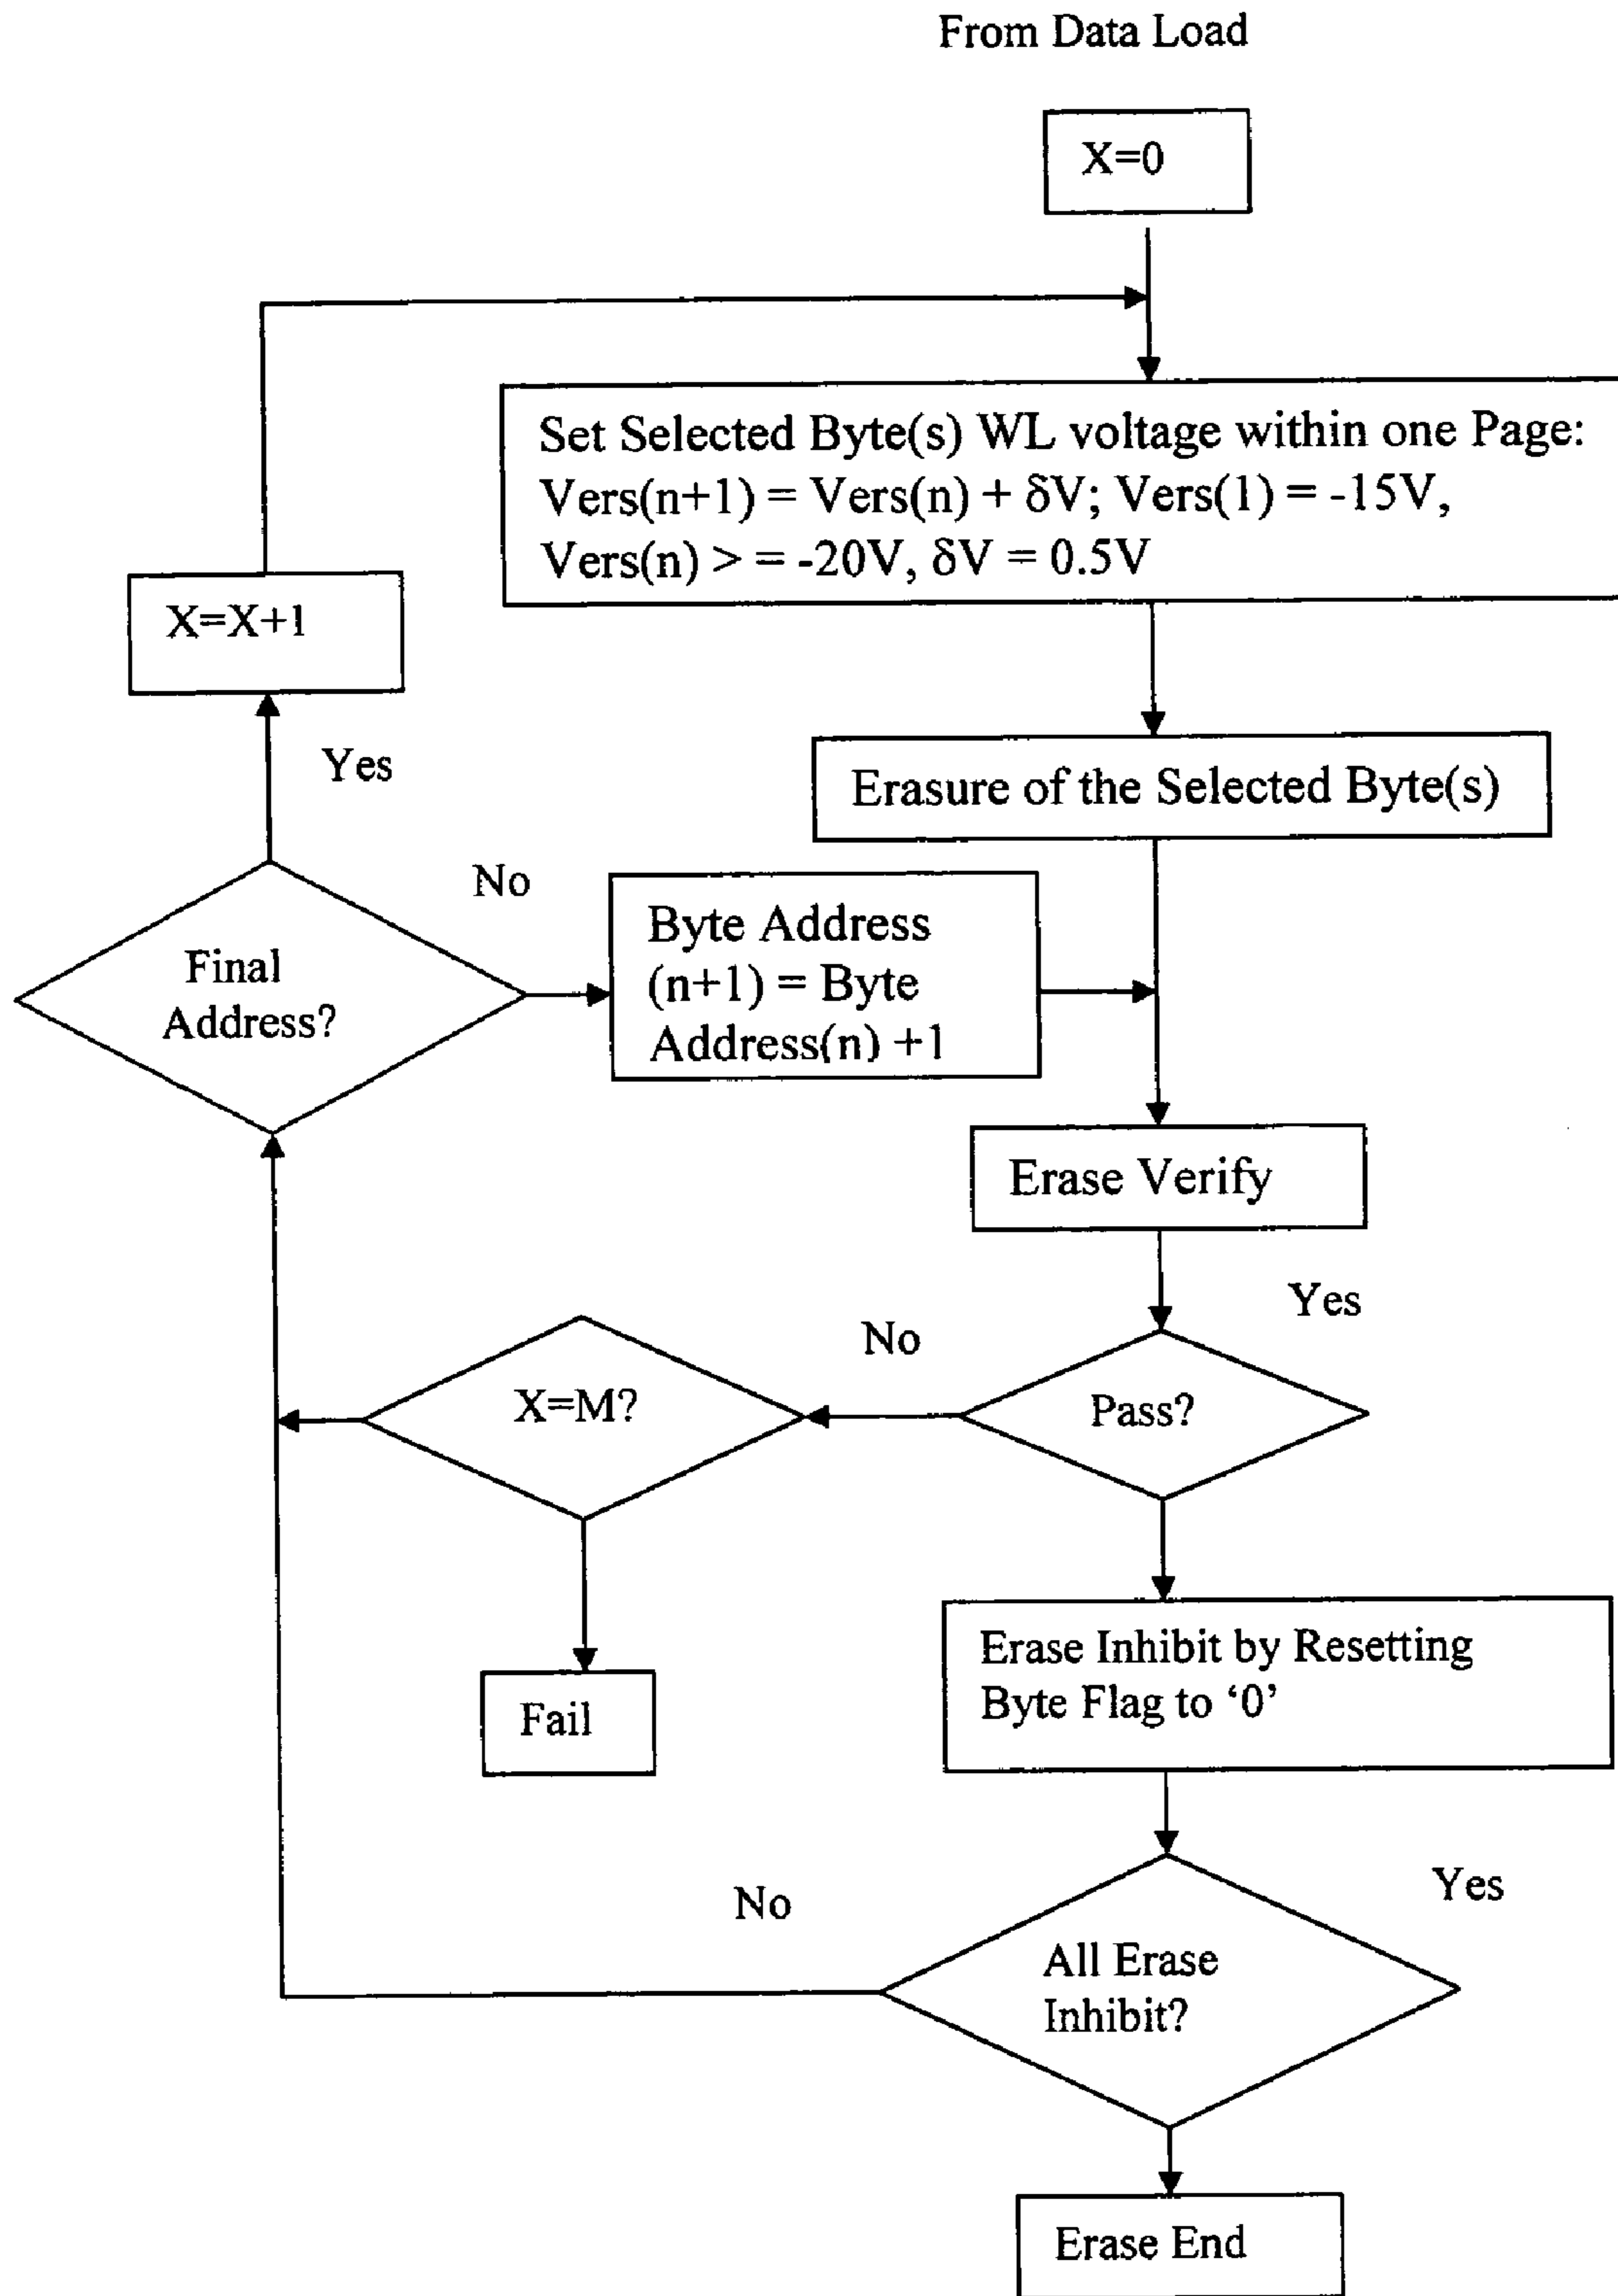 From Data Load
X=0
Set Selected Byte(s) WL voltage within one Page:
Vers(n+1) = Vers(n) + δV; Vers(1) = -15V,
Vers(n) > = -20V, δV = 0.5V
X=X+1
Yes
Erasure of the Selected Byte(s)
No
Byte Address
(n+1) = Byte
Address(n) +1
Final
Address?
Erase Verify
Yes
No
X=M?
Pass?
Erase Inhibit by Resetting
Byte Flag to ‘0’
Fail
No
Yes
All Erase
Inhibit?
Erase End